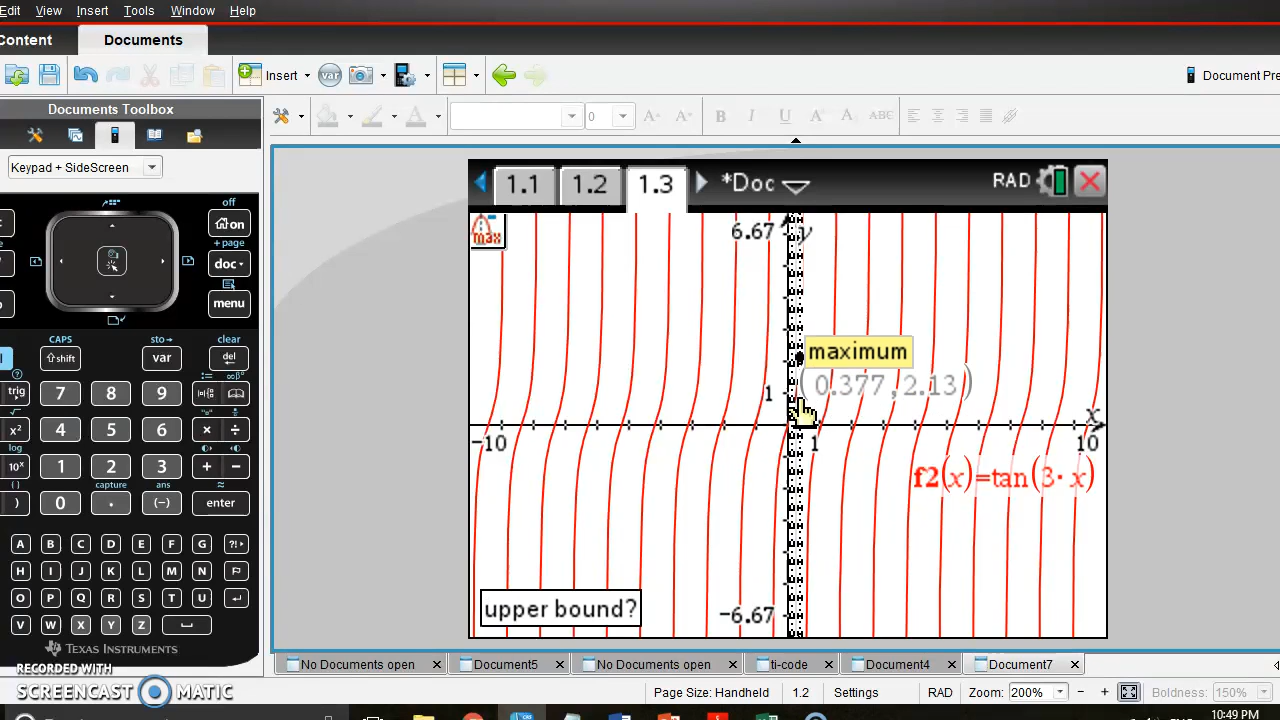 Edit View Insert Tools Window Help
Content Documents
Insert var Document Pre
Documents Toolbox
0 A A B I U A A ABC
Keypad + SideScreen
1.1 1.2 1.3 *Doc RAD
max
6.67 y
off
on
+ page
doc
menu
maximum
(0.377, 2.13)
1
CAPS sto→ clear
⇧shift var del
trig 7 8 9
x² 4 5 6 × ÷
log
10ˣ 1 2 3 + −
capture ans ≈
) 0 . (−) enter
x
-10 1 10
f2(x)=tan(3·x)
A B C D E F G ?!
H I J K L M N
O P Q R S T U
V W X Y Z
upper bound?
-6.67
TEXAS INSTRUMENTS
No Documents open Document5 No Documents open ti-work Document4 Document7
RECORDED WITH
SCREENCAST MATIC
Page Size: Handheld 1.2 Settings RAD Zoom: 200% − + Boldness: 150%
10:49 PM